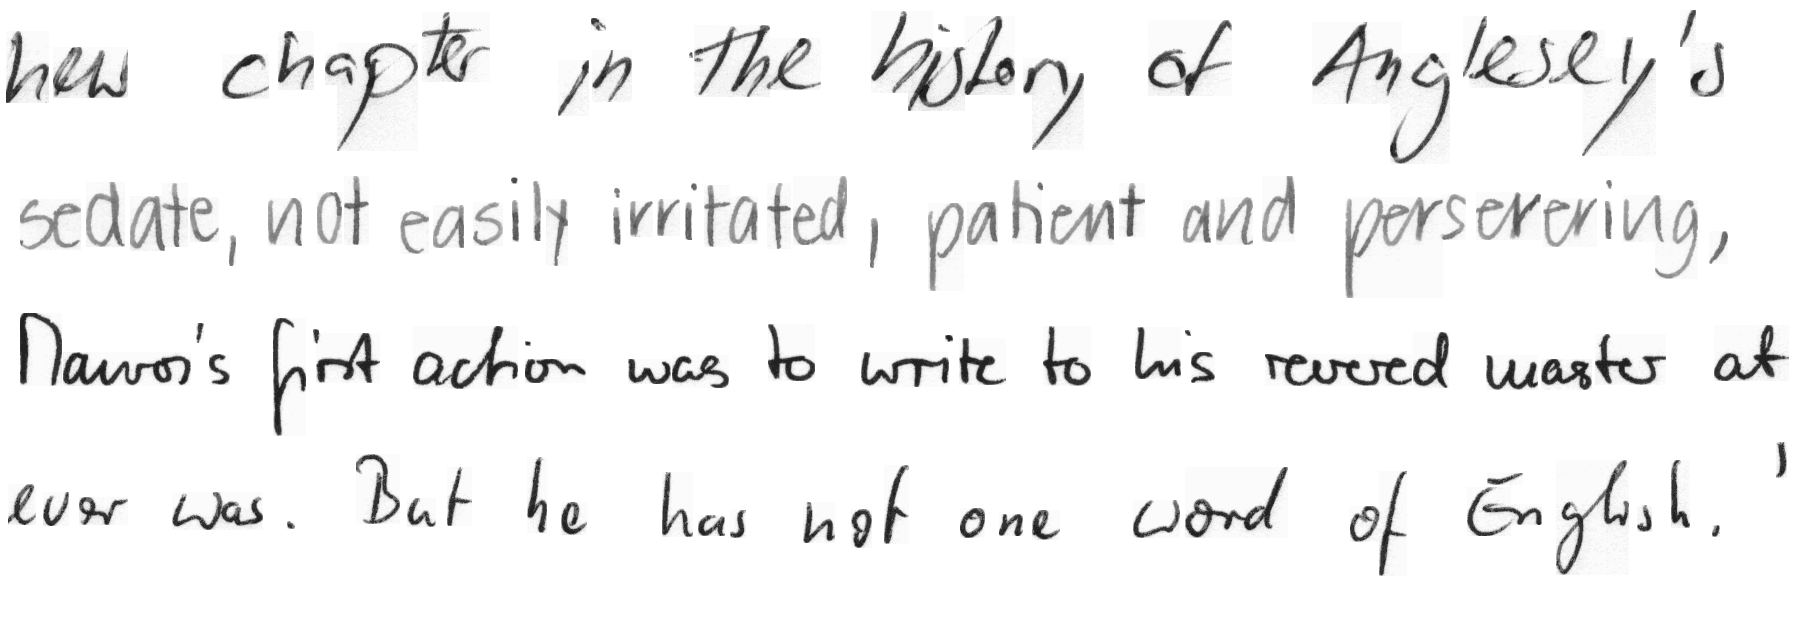 new chapter in the history of Anglesey's
sedate, not easily irritated, patient and persevering,
first action was to write to his revered master at
ever was. But he has not one word of English.'